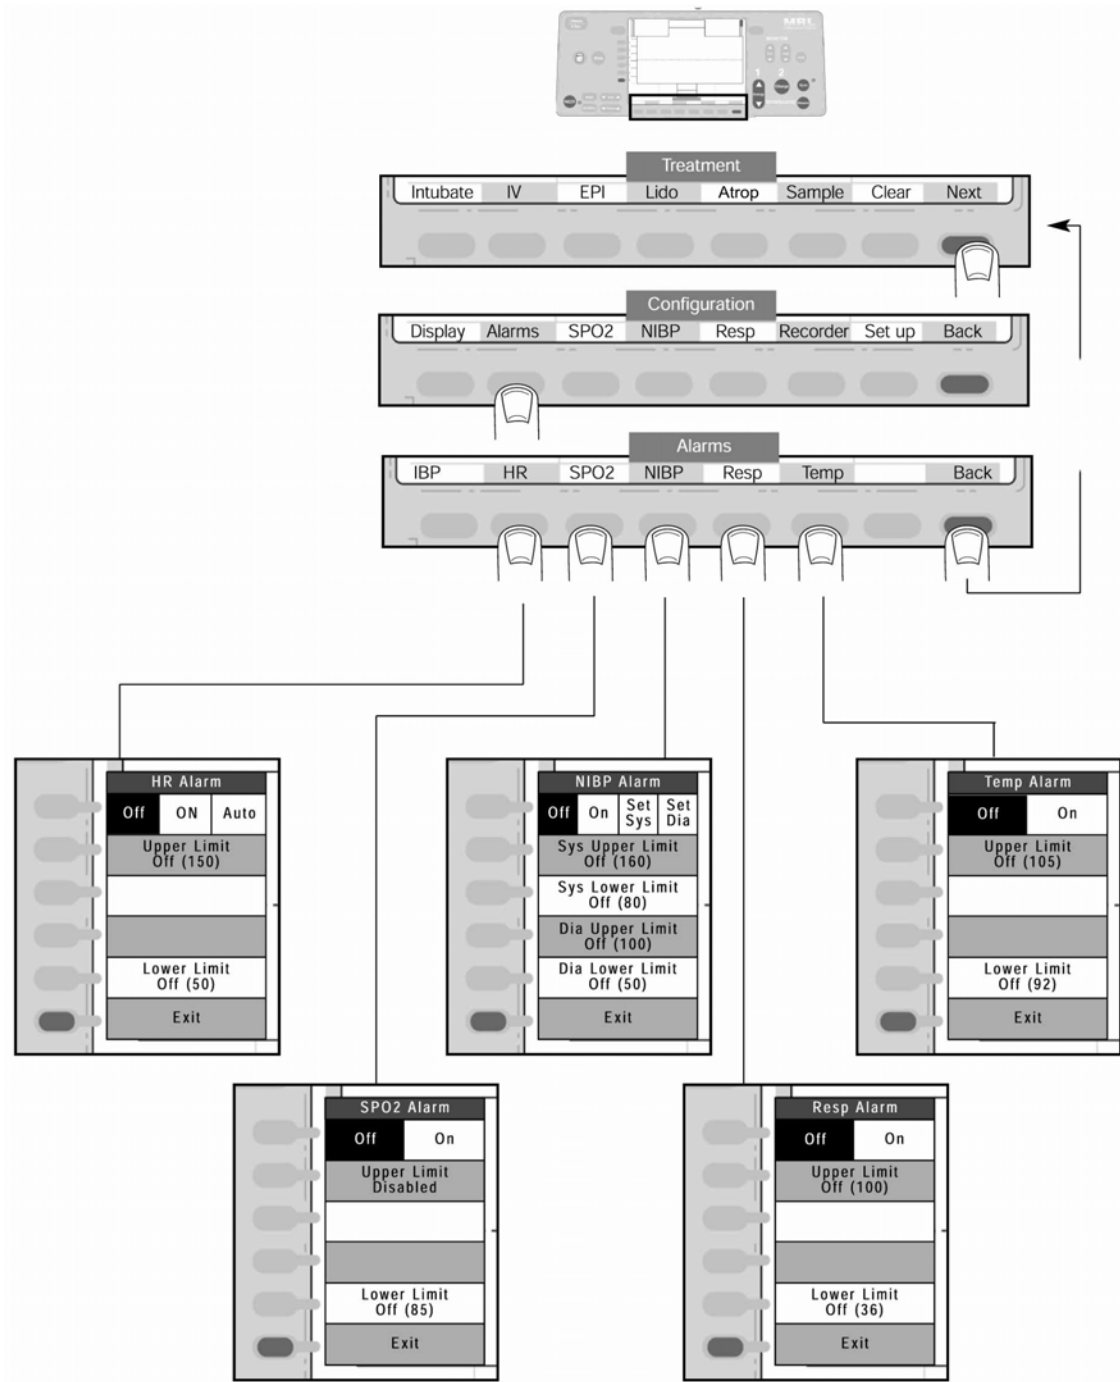 MRL
1 2
Treatment
Intubate IV EPI Lido Atrop Sample Clear Next
Configuration
Display Alarms SPO2 NIBP Resp Recorder Set up Back
Alarms
IBP HR SPO2 NIBP Resp Temp Back
HR Alarm
Off ON Auto
Upper Limit
Off (150)
Lower Limit
Off (50)
Exit
NIBP Alarm
Off On Set Sys Set Dia
Sys Upper Limit
Off (160)
Sys Lower Limit
Off (80)
Dia Upper Limit
Off (100)
Dia Lower Limit
Off (50)
Exit
Temp Alarm
Off On
Upper Limit
Off (105)
Lower Limit
Off (92)
Exit
SPO2 Alarm
Off On
Upper Limit
Disabled
Lower Limit
Off (85)
Exit
Resp Alarm
Off On
Upper Limit
Off (100)
Lower Limit
Off (36)
Exit